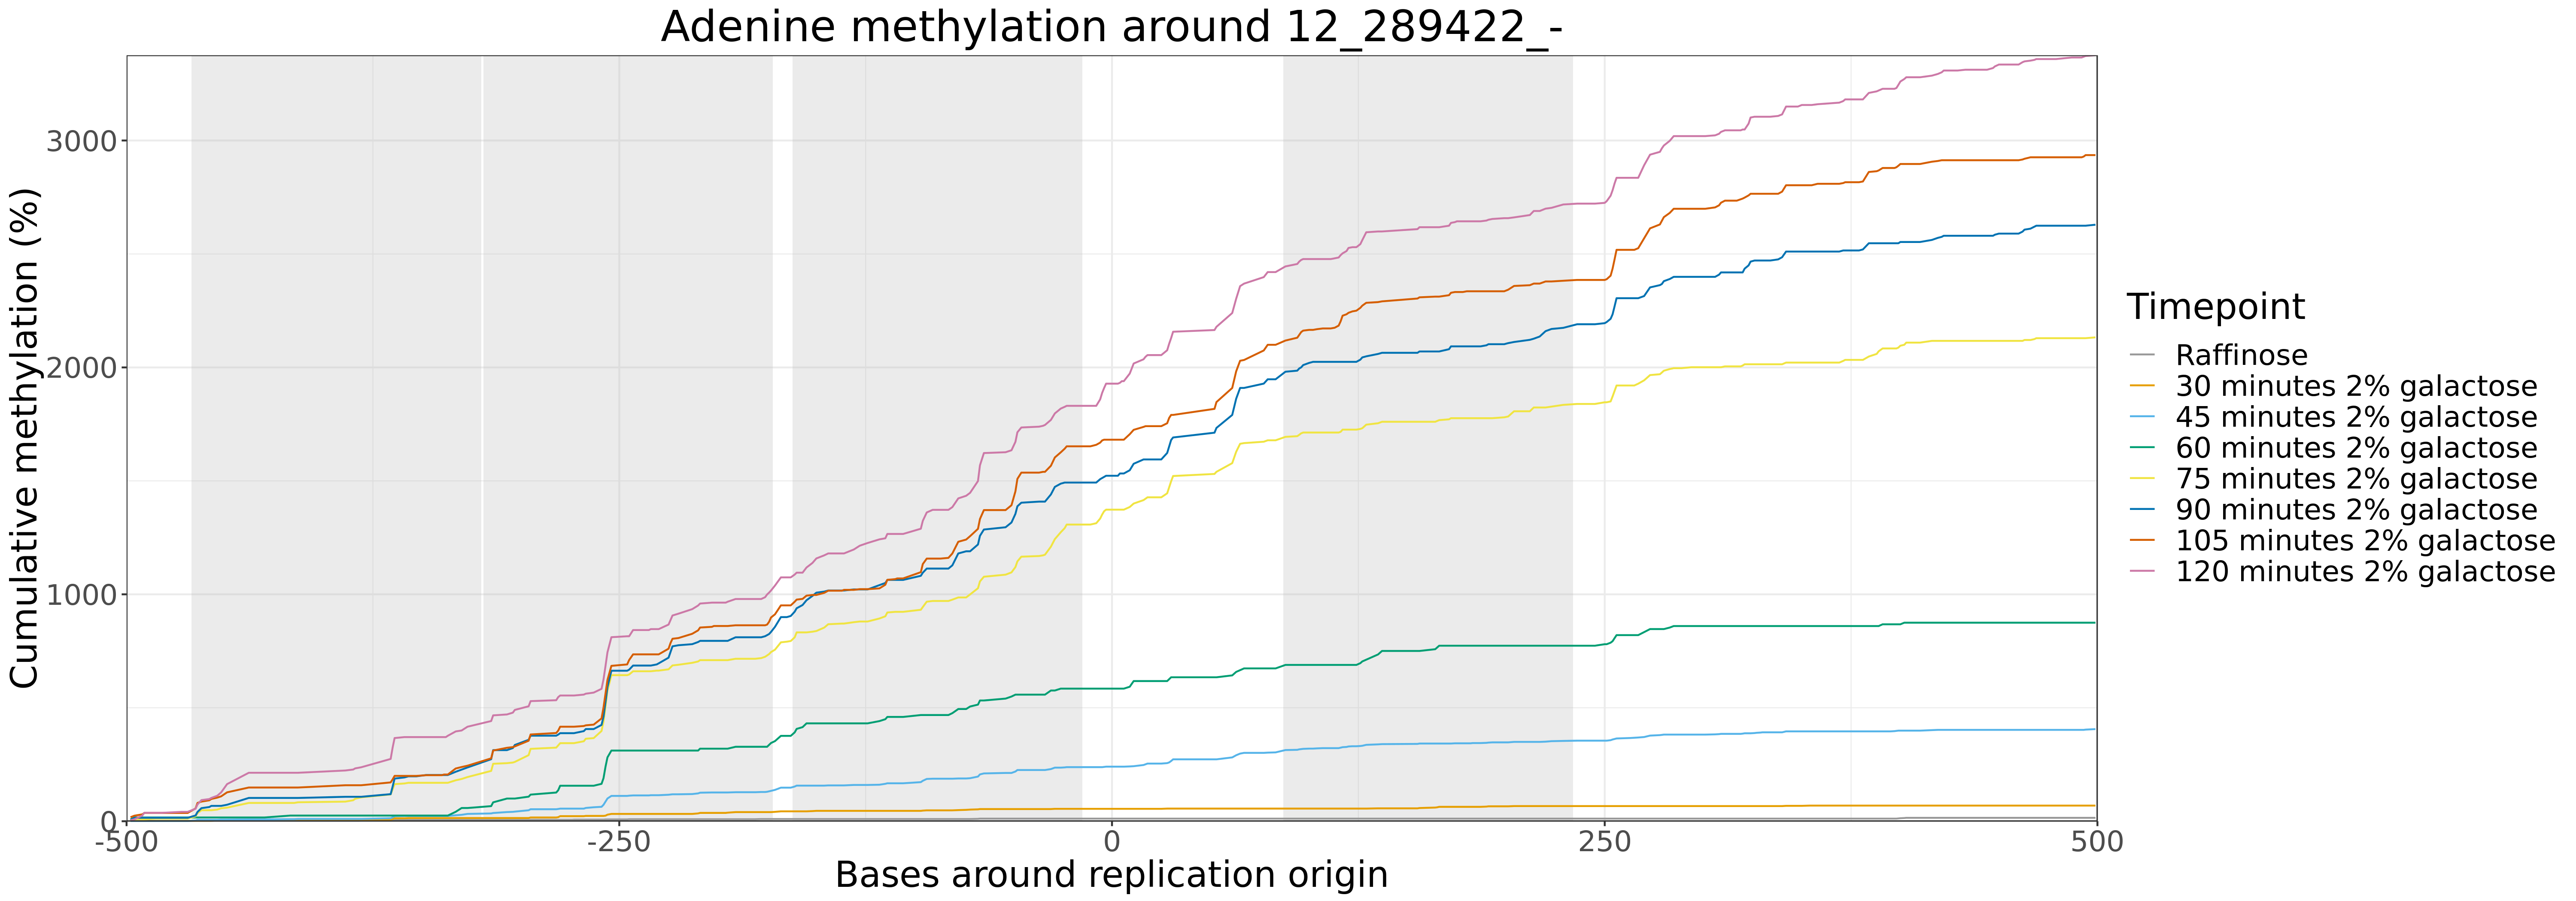 Adenine methylation around 12_289422_-
Cumulative methylation (%)
3000
2000
1000
0
-500
-250
0
250
500
Bases around replication origin
Timepoint
Raffinose
30 minutes 2% galactose
45 minutes 2% galactose
60 minutes 2% galactose
75 minutes 2% galactose
90 minutes 2% galactose
105 minutes 2% galactose
120 minutes 2% galactose